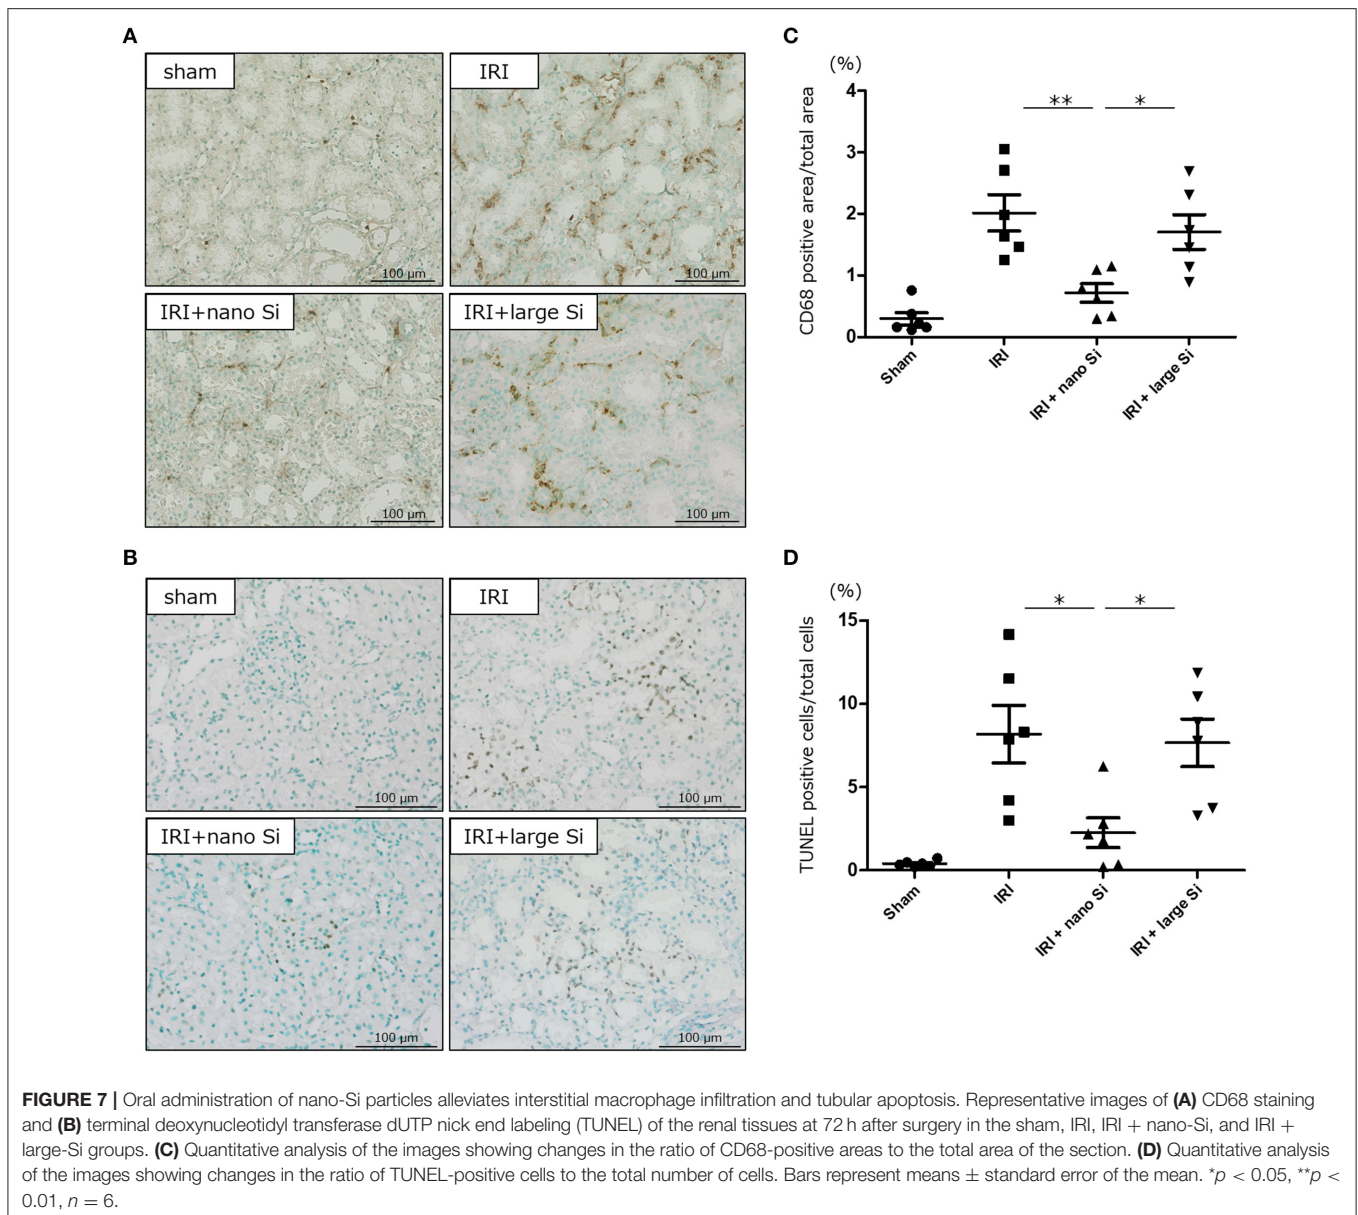 A
sham
100 μm
IRI
100 μm
IRI+nano Si
100 μm
IRI+large Si
100 μm
B
sham
100 μm
IRI
100 μm
IRI+nano Si
100 μm
IRI+large Si
100 μm
C
(%)
CD68 positive area/total area
4
3
2
1
0
**
*
Sham
IRI
IRI + nano Si
IRI + large Si
D
(%)
TUNEL positive cells/total cells
15
10
5
0
*
*
Sham
IRI
IRI + nano Si
IRI + large Si
FIGURE 7 | Oral administration of nano-Si particles alleviates interstitial macrophage infiltration and tubular apoptosis. Representative images of (A) CD68 staining
and (B) terminal deoxynucleotidyl transferase dUTP nick end labeling (TUNEL) of the renal tissues at 72 h after surgery in the sham, IRI, IRI + nano-Si, and IRI +
large-Si groups. (C) Quantitative analysis of the images showing changes in the ratio of CD68-positive areas to the total area of the section. (D) Quantitative analysis
of the images showing changes in the ratio of TUNEL-positive cells to the total number of cells. Bars represent means ± standard error of the mean. *p < 0.05, **p <
0.01, n = 6.